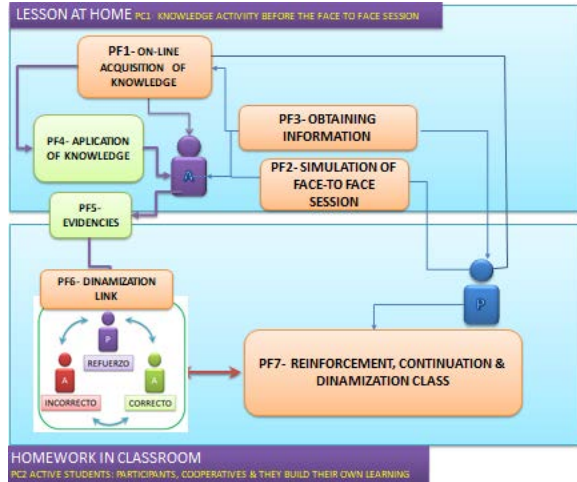 LESSON AT HOME PC1- KNOWLEDGE ACTIVIITY BEFORE THE FACE TO FACE SESSION
PF1- ON-LINE
ACQUISITION OF
KNOWLEDGE
PF3- OBTAINING
INFORMATION
PF4- APLICATION
OF KNOWLEDGE
A
PF2- SIMULATION OF
FACE-TO FACE
SESSION
PF5-
EVIDENCIES
PF6- DINAMIZATION
LINK
P
P
REFUERZO
A
A
INCORRECTO
CORRECTO
PF7- REINFORCEMENT, CONTINUATION &
DINAMIZATION CLASS
HOMEWORK IN CLASSROOM
PC2 ACTIVE STUDENTS: PARTICIPANTS, COOPERATIVES & THEY BUILD THEIR OWN LEARNING